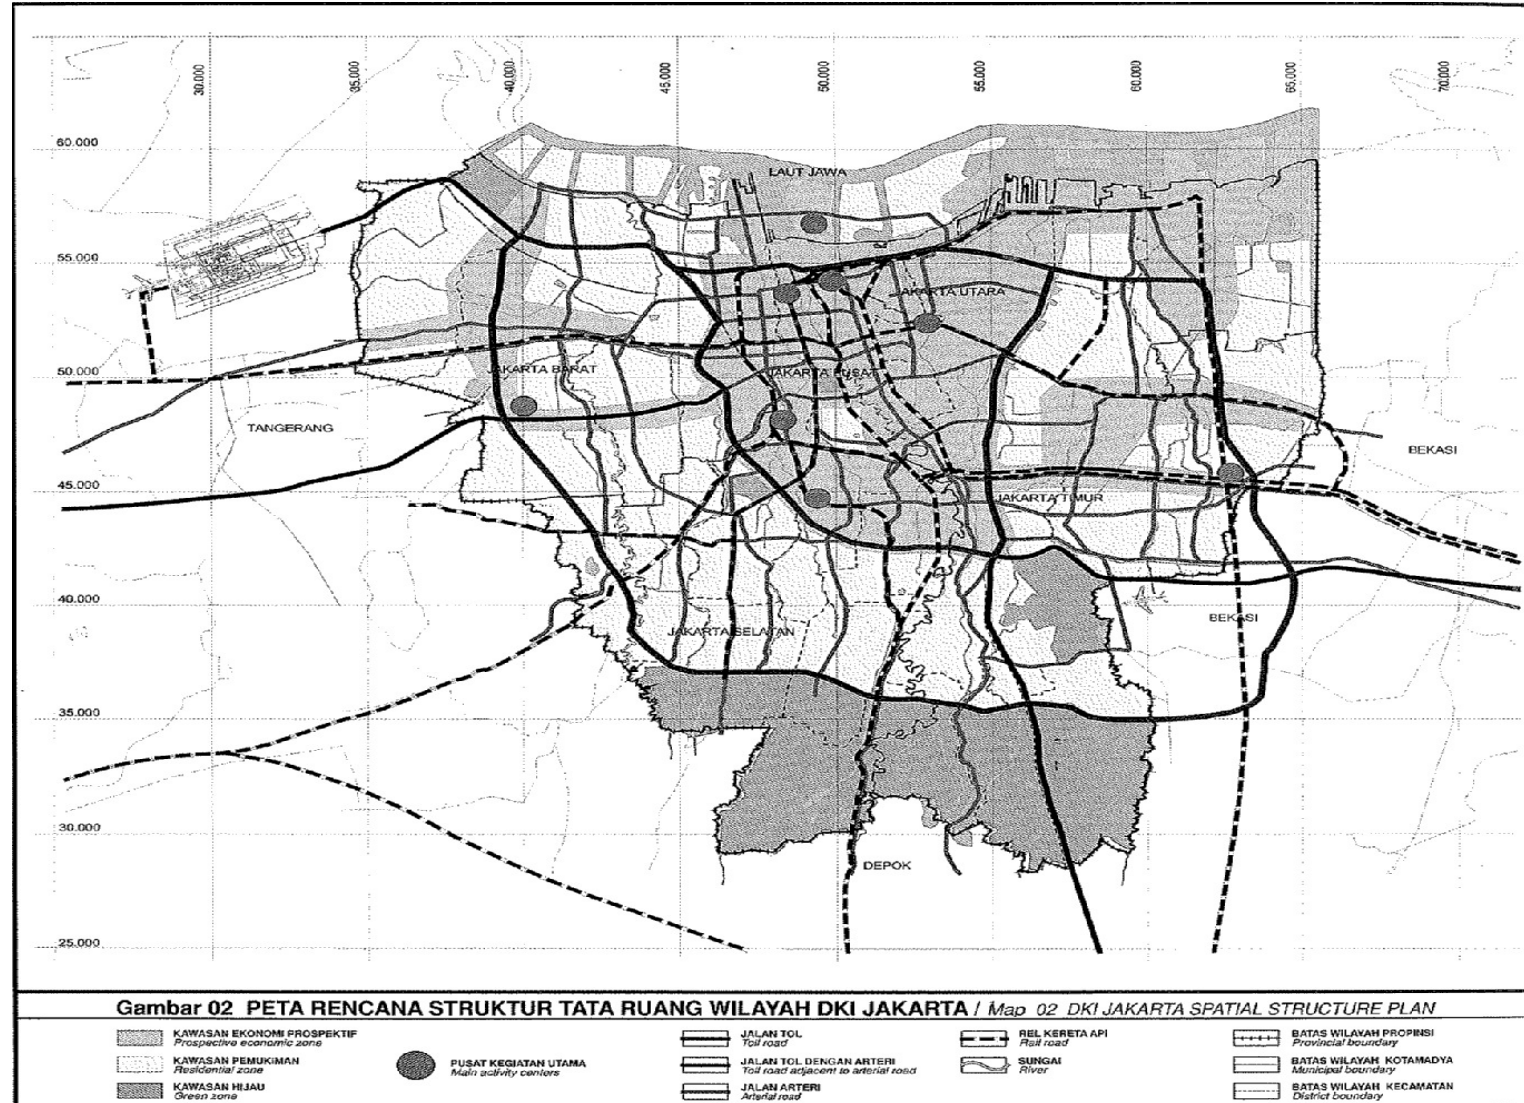 30.000
35.000
40.000
45.000
50.000
55.000
60.000
65.000
70.000
60.000
LAUT JAWA
55.000
JAKARTA UTARA
50.000
JAKARTA BARAT
JAKARTA PUSAT
TANGERANG
BEKASI
45.000
JAKARTA TIMUR
40.000
BEKASI
JAKARTA SELATAN
35.000
30.000
DEPOK
25.000
Gambar 02 PETA RENCANA STRUKTUR TATA RUANG WILAYAH DKI JAKARTA / Map 02 DKI JAKARTA SPATIAL STRUCTURE PLAN
KAWASAN EKONOMI PROSPEKTIF
Prospective economic zone
KAWASAN PEMUKIMAN
Residential zone
KAWASAN HIJAU
Green zone
PUSAT KEGIATAN UTAMA
Main activity centers
JALAN TOL
Toll road
JALAN TOL DENGAN ARTERI
Toll road adjacent to arterial road
JALAN ARTERI
Arterial road
REL KERETA API
Rail road
SUNGAI
River
BATAS WILAYAH PROPINSI
Provincial boundary
BATAS WILAYAH KOTAMADYA
Municipal boundary
BATAS WILAYAH KECAMATAN
District boundary